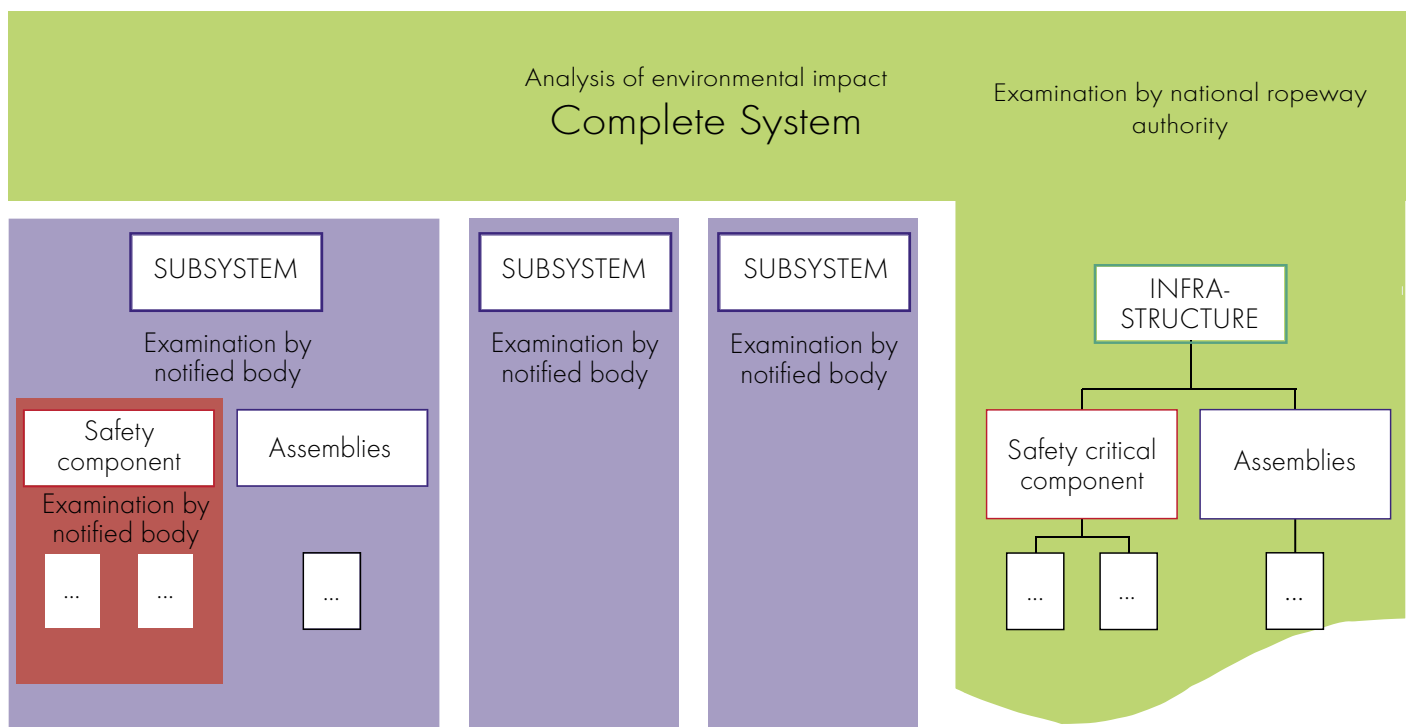 Analysis of environmental impact
Complete System
Examination by national ropeway
authority
SUBSYSTEM
Examination by
notified body
Safety
component
Examination by
notified body
...
...
Assemblies
...
SUBSYSTEM
Examination by
notified body
SUBSYSTEM
Examination by
notified body
INFRA-
STRUCTURE
Safety critical
component
...
...
Assemblies
...